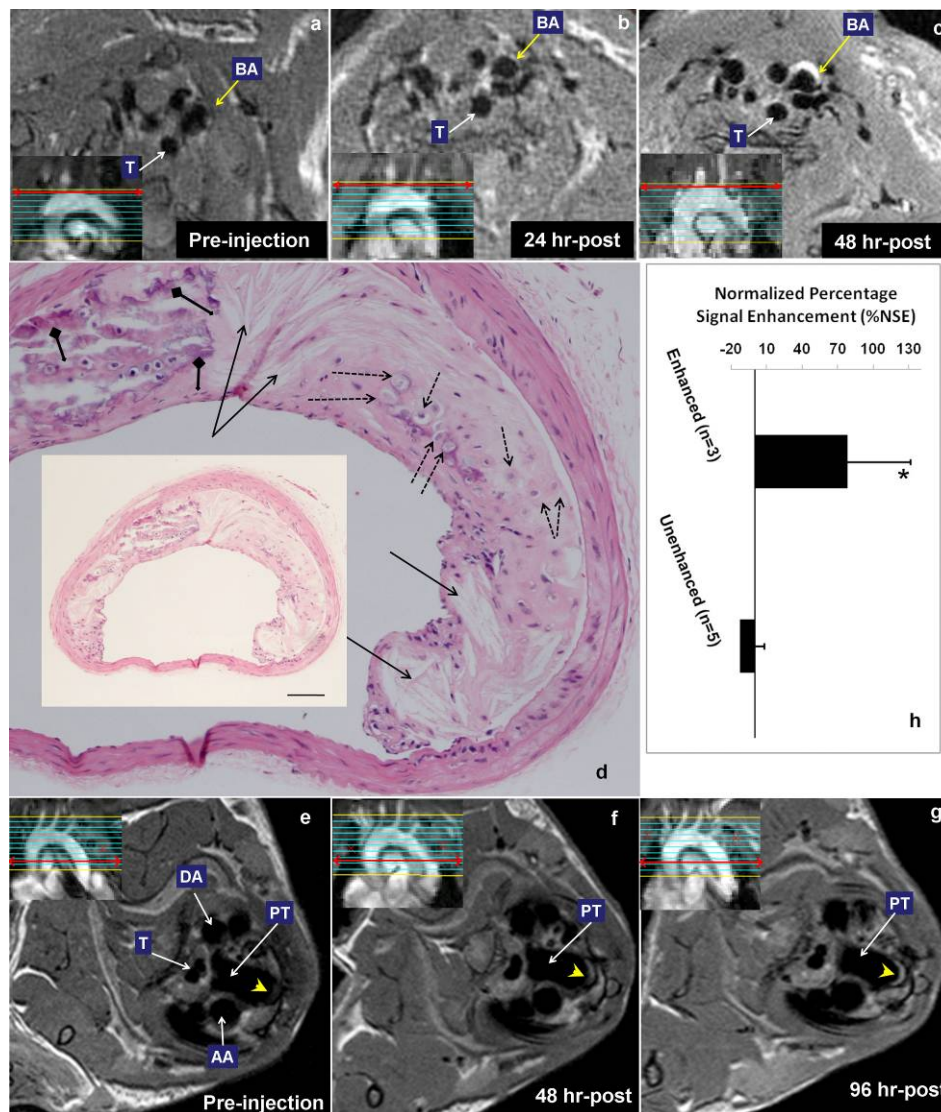 a
BA
T
Pre-injection
b
BA
T
24 hr-post
c
BA
T
48 hr-post
d
Normalized Percentage
Signal Enhancement (%NSE)
-20 10 40 70 100 130
Enhanced (n=3)
*
Unenhanced (n=5)
h
e
DA
PT
T
AA
Pre-injection
f
PT
48 hr-post
g
PT
96 hr-post